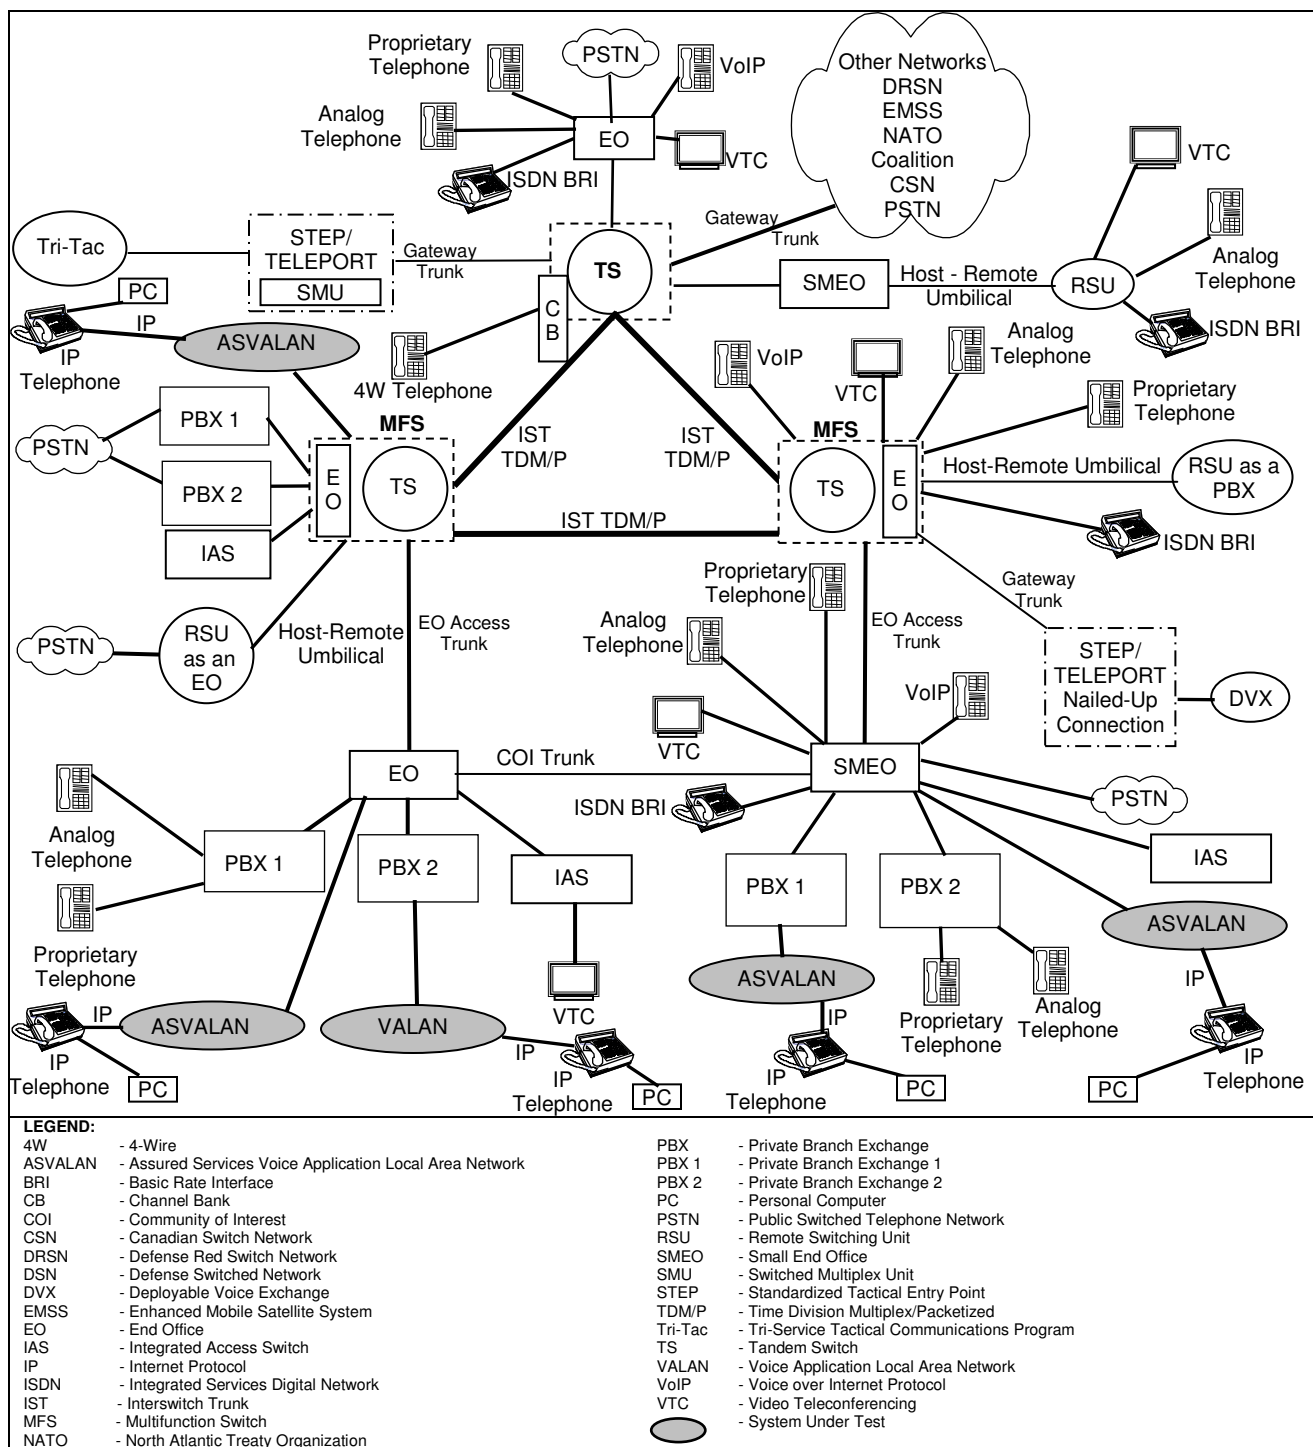 Proprietary
Telephone
PSTN
VoIP
Other Networks
DRSN
EMSS
NATO
Coalition
CSN
PSTN
Analog
Telephone
EO
VTC
ISDN BRI
VTC
Analog
Telephone
ISDN BRI
Tri-Tac
STEP/
TELEPORT
SMU
Gateway
Trunk
TS
C
B
Gateway
Trunk
SMEO
Host - Remote
Umbilical
RSU
PC
IP
IP
Telephone
ASVALAN
4W Telephone
VoIP
VTC
Analog
Telephone
Proprietary
Telephone
PSTN
PBX 1
PBX 2
IAS
MFS
E
O
TS
IST
TDM/P
IST
TDM/P
IST TDM/P
MFS
TS
E
O
Host-Remote Umbilical
RSU as a
PBX
ISDN BRI
PSTN
RSU
as an
EO
Host-Remote
Umbilical
EO Access
Trunk
Proprietary
Telephone
Analog
Telephone
EO Access
Trunk
Gateway
Trunk
STEP/
TELEPORT
Nailed-Up
Connection
DVX
VoIP
VTC
EO
COI Trunk
SMEO
ISDN BRI
PSTN
IAS
Analog
Telephone
Proprietary
Telephone
PBX 1
PBX 2
IAS
VTC
PBX 1
PBX 2
ASVALAN
IP
IP
Telephone
PC
ASVALAN
IP
IP
Telephone
PC
VALAN
IP
IP
Telephone
PC
ASVALAN
IP
IP
Telephone
PC
Proprietary
Telephone
Analog
Telephone
LEGEND:
4W - 4-Wire
ASVALAN - Assured Services Voice Application Local Area Network
BRI - Basic Rate Interface
CB - Channel Bank
COI - Community of Interest
CSN - Canadian Switch Network
DRSN - Defense Red Switch Network
DSN - Defense Switched Network
DVX - Deployable Voice Exchange
EMSS - Enhanced Mobile Satellite System
EO - End Office
IAS - Integrated Access Switch
IP - Internet Protocol
ISDN - Integrated Services Digital Network
IST - Interswitch Trunk
MFS - Multifunction Switch
NATO - North Atlantic Treaty Organization
PBX - Private Branch Exchange
PBX 1 - Private Branch Exchange 1
PBX 2 - Private Branch Exchange 2
PC - Personal Computer
PSTN - Public Switched Telephone Network
RSU - Remote Switching Unit
SMEO - Small End Office
SMU - Switched Multiplex Unit
STEP - Standardized Tactical Entry Point
TDM/P - Time Division Multiplex/Packetized
Tri-Tac - Tri-Service Tactical Communications Program
TS - Tandem Switch
VALAN - Voice Application Local Area Network
VoIP - Voice over Internet Protocol
VTC - Video Teleconferencing
- System Under Test